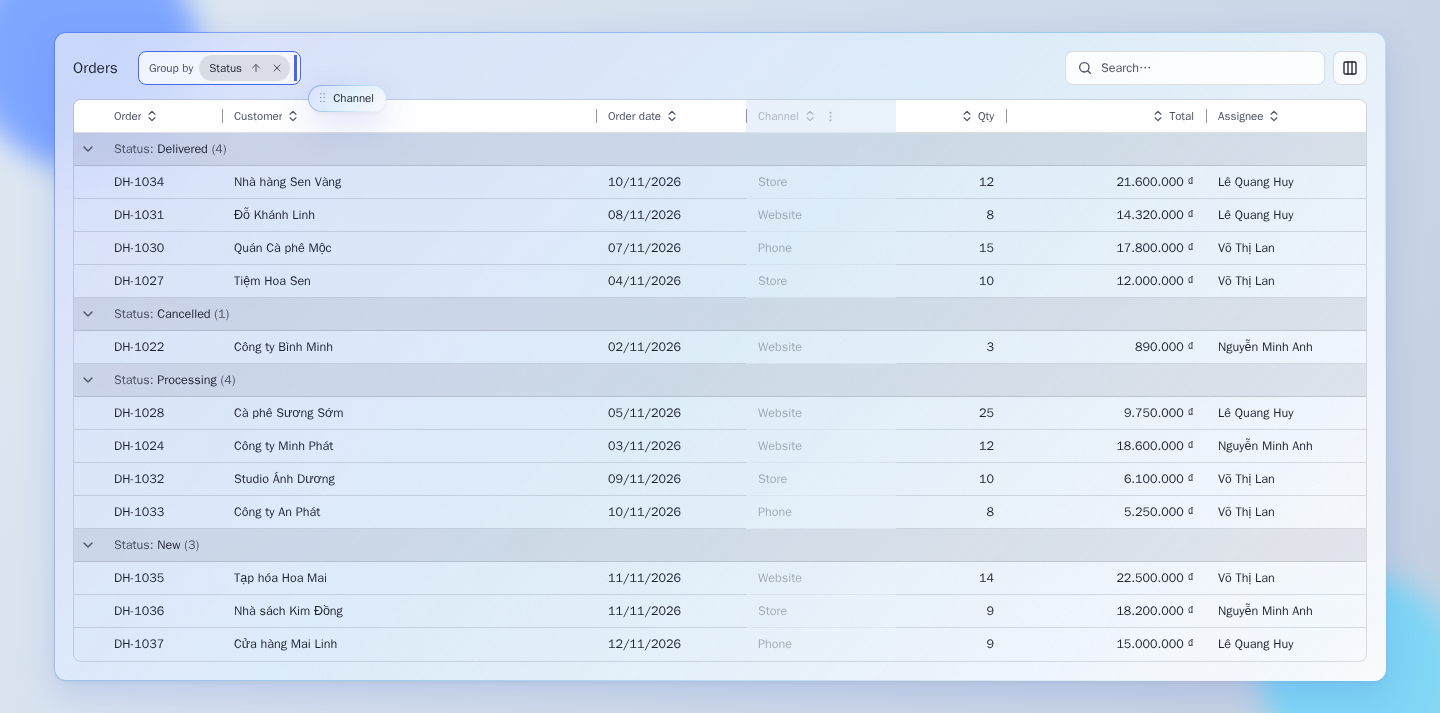 Orders Group by Status Search…
Channel
Order Customer Order date Channel Qty Total Assignee
Status: Delivered (4)
DH-1034 Nhà hàng Sen Vàng 10/11/2026 Store 12 21.600.000 ₫ Lê Quang Huy
DH-1031 Đỗ Khánh Linh 08/11/2026 Website 8 14.320.000 ₫ Lê Quang Huy
DH-1030 Quán Cà phê Mộc 07/11/2026 Phone 15 17.800.000 ₫ Võ Thị Lan
DH-1027 Tiệm Hoa Sen 04/11/2026 Store 10 12.000.000 ₫ Võ Thị Lan
Status: Cancelled (1)
DH-1022 Công ty Bình Minh 02/11/2026 Website 3 890.000 ₫ Nguyễn Minh Anh
Status: Processing (4)
DH-1028 Cà phê Sương Sớm 05/11/2026 Website 25 9.750.000 ₫ Lê Quang Huy
DH-1024 Công ty Minh Phát 03/11/2026 Website 12 18.600.000 ₫ Nguyễn Minh Anh
DH-1032 Studio Ánh Dương 09/11/2026 Store 10 6.100.000 ₫ Võ Thị Lan
DH-1033 Công ty An Phát 10/11/2026 Phone 8 5.250.000 ₫ Võ Thị Lan
Status: New (3)
DH-1035 Tạp hóa Hoa Mai 11/11/2026 Website 14 22.500.000 ₫ Võ Thị Lan
DH-1036 Nhà sách Kim Đồng 11/11/2026 Store 9 18.200.000 ₫ Nguyễn Minh Anh
DH-1037 Cửa hàng Mai Linh 12/11/2026 Phone 9 15.000.000 ₫ Lê Quang Huy